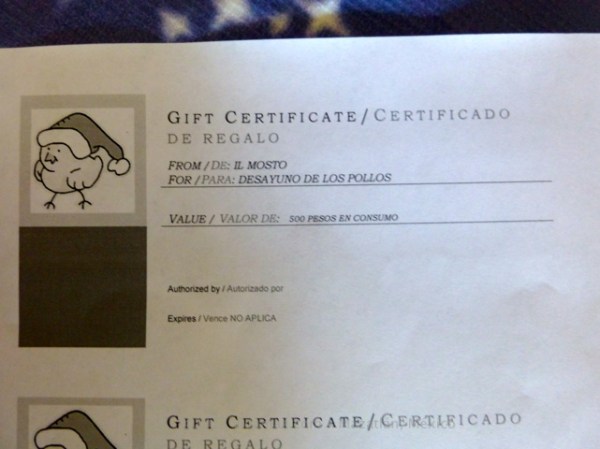 GIFT CERTIFICATE/CERTIFICADO
DE REGALO
FROM / DE: IL MOSTO
FOR / PARA: DESAYUNO DE LOS POLLOS
VALUE / VALOR DE: 500 PESOS EN CONSUMO
Authorized by / Autorizado por
Expires / Vence NO APLICA
GIFT CERTIFICATE/CERTIFICADO
DE REGALO